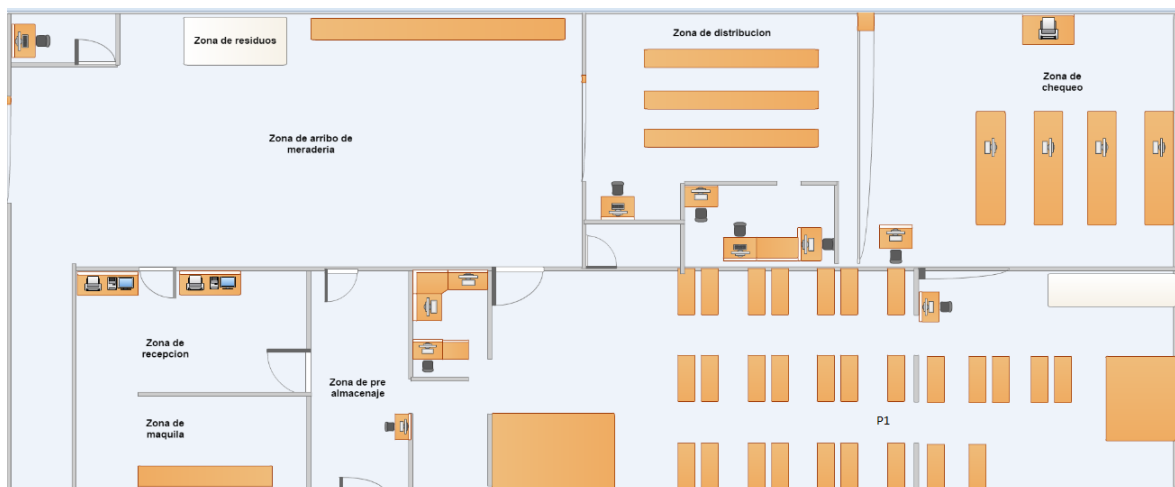 Zona de residuos
Zona de distribucion
Zona de
chequeo
Zona de arribo de
meraderia
Zona de
recepcion
Zona de pre
almacenaje
Zona de
maquila
P1